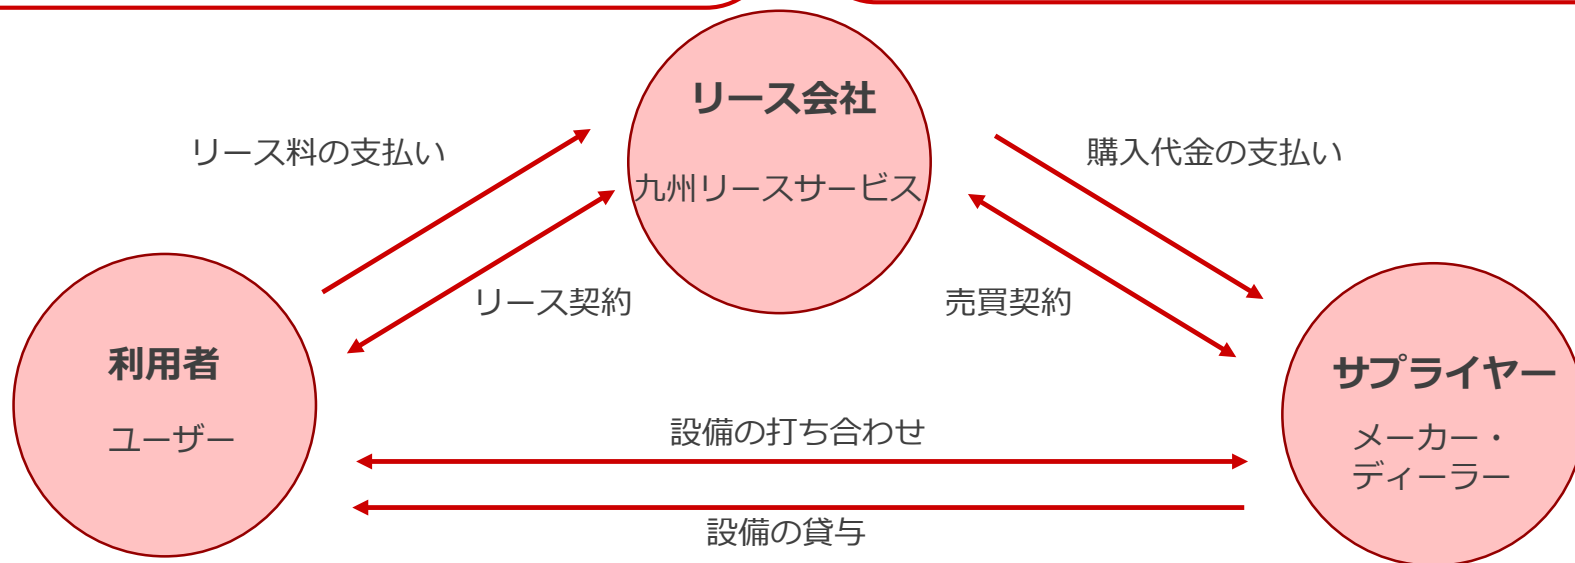 リース会社
九州リースサービス
リース料の支払い
購入代金の支払い
リース契約
売買契約
利用者
ユーザー
サプライヤー
メーカー・
ディーラー
設備の打ち合わせ
設備の貸与